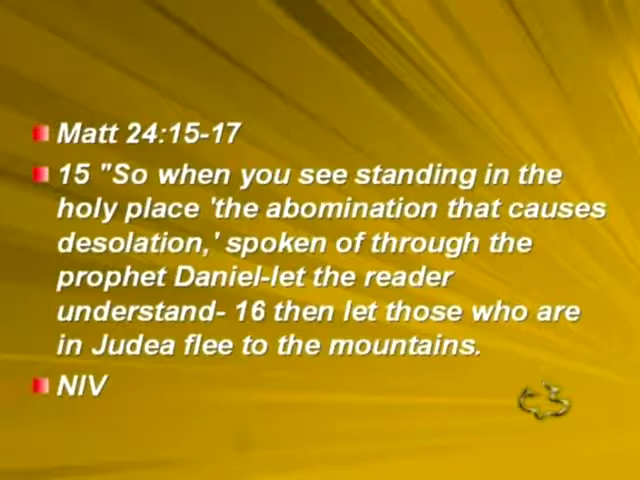 Matt 24:15-17
15 "So when you see standing in the
holy place 'the abomination that causes
desolation,' spoken of through the
prophet Daniel-let the reader
understand- 16 then let those who are
in Judea flee to the mountains.
NIV